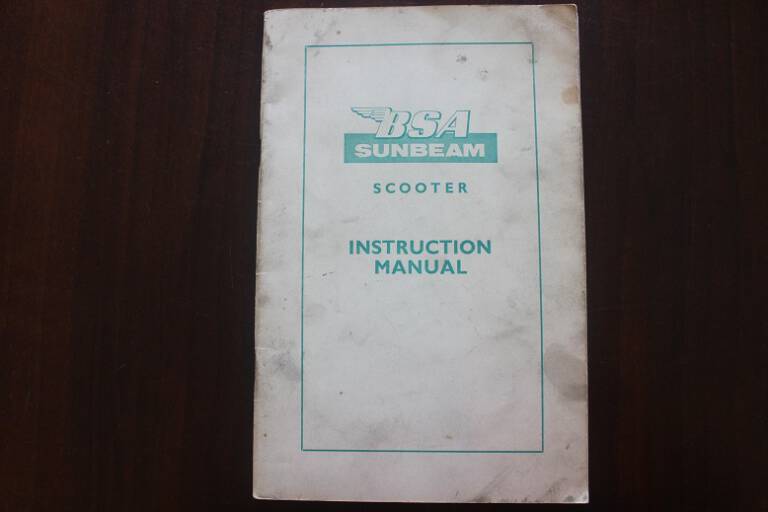 BSA
SUNBEAM
SCOOTER
INSTRUCTION
MANUAL